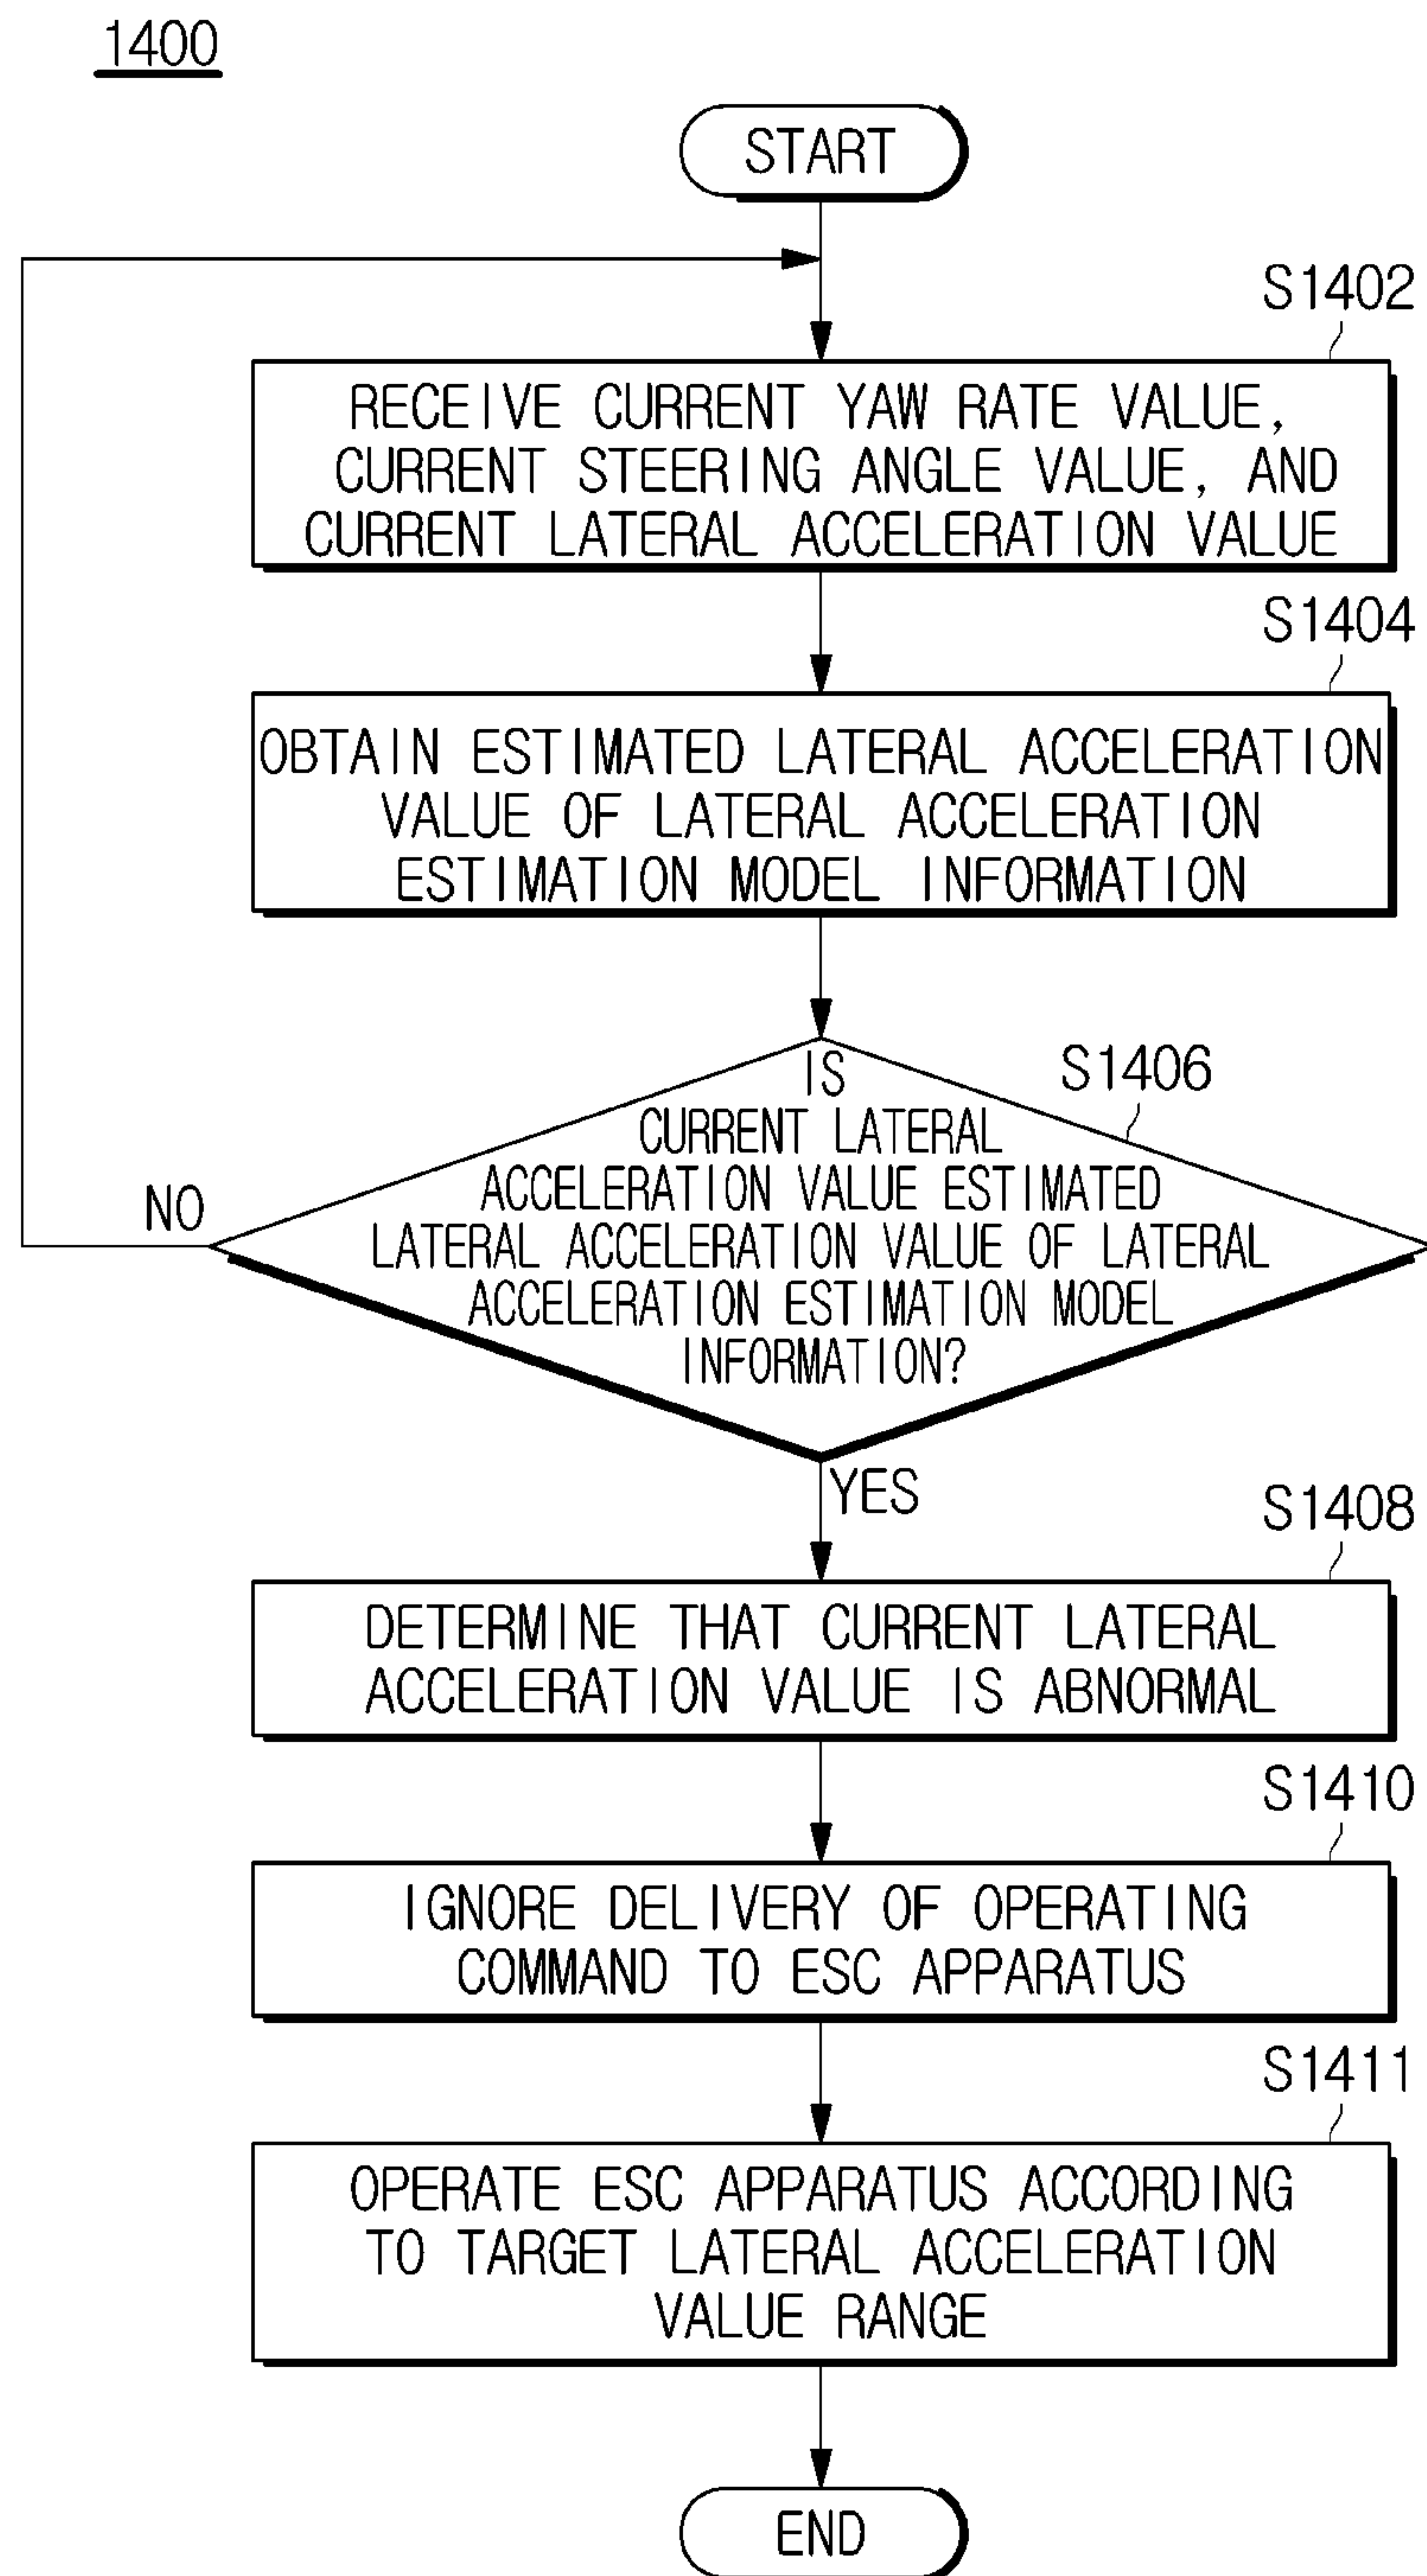 1400
START
S1402
RECEIVE CURRENT YAW RATE VALUE,
CURRENT STEERING ANGLE VALUE, AND
CURRENT LATERAL ACCELERATION VALUE
S1404
OBTAIN ESTIMATED LATERAL ACCELERATION
VALUE OF LATERAL ACCELERATION
ESTIMATION MODEL INFORMATION
S1406
IS
CURRENT LATERAL
ACCELERATION VALUE ESTIMATED
LATERAL ACCELERATION VALUE OF LATERAL
ACCELERATION ESTIMATION MODEL
INFORMATION?
NO
YES
S1408
DETERMINE THAT CURRENT LATERAL
ACCELERATION VALUE IS ABNORMAL
S1410
IGNORE DELIVERY OF OPERATING
COMMAND TO ESC APPARATUS
S1411
OPERATE ESC APPARATUS ACCORDING
TO TARGET LATERAL ACCELERATION
VALUE RANGE
END